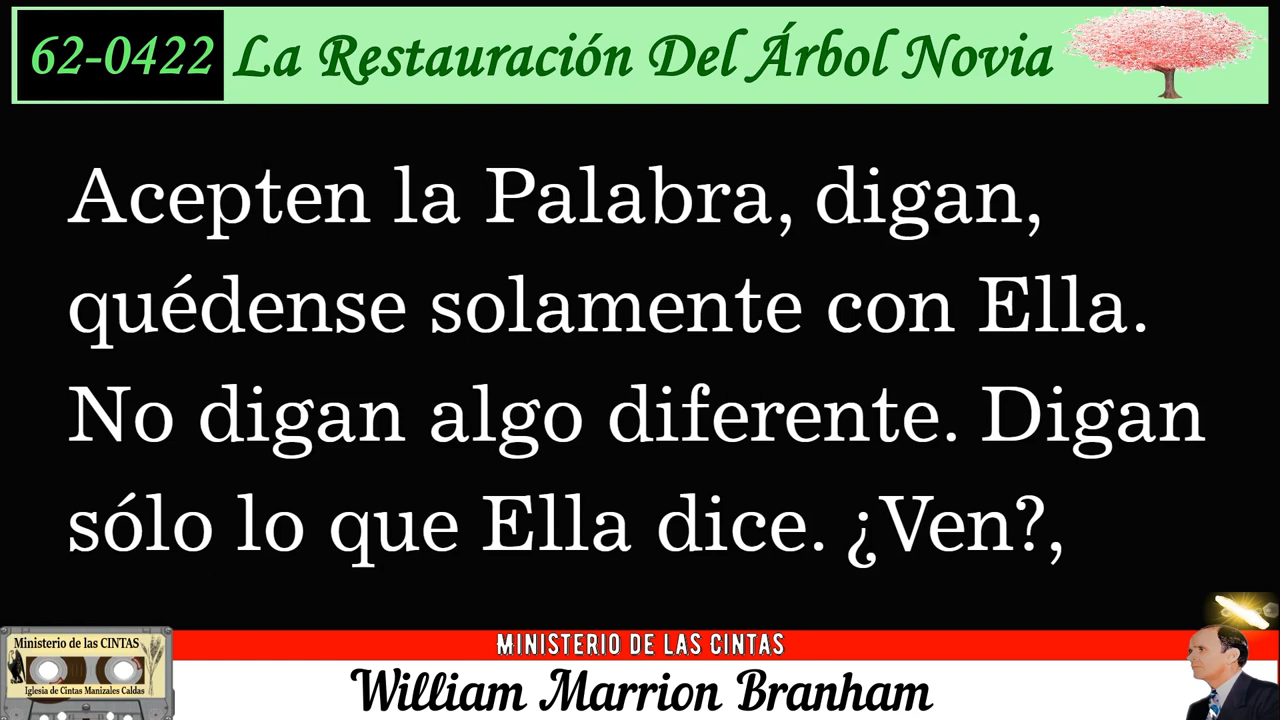 62-0422 La Restauración Del Árbol Novia
Acepten la Palabra, digan,
quédense solamente con Ella.
No digan algo diferente. Digan
sólo lo que Ella dice. ¿Ven?,
MINISTERIO DE LAS CINTAS
Ministerio de las CINTAS
Iglesia de Cintas Manizales Caldas
William Marrion Branham